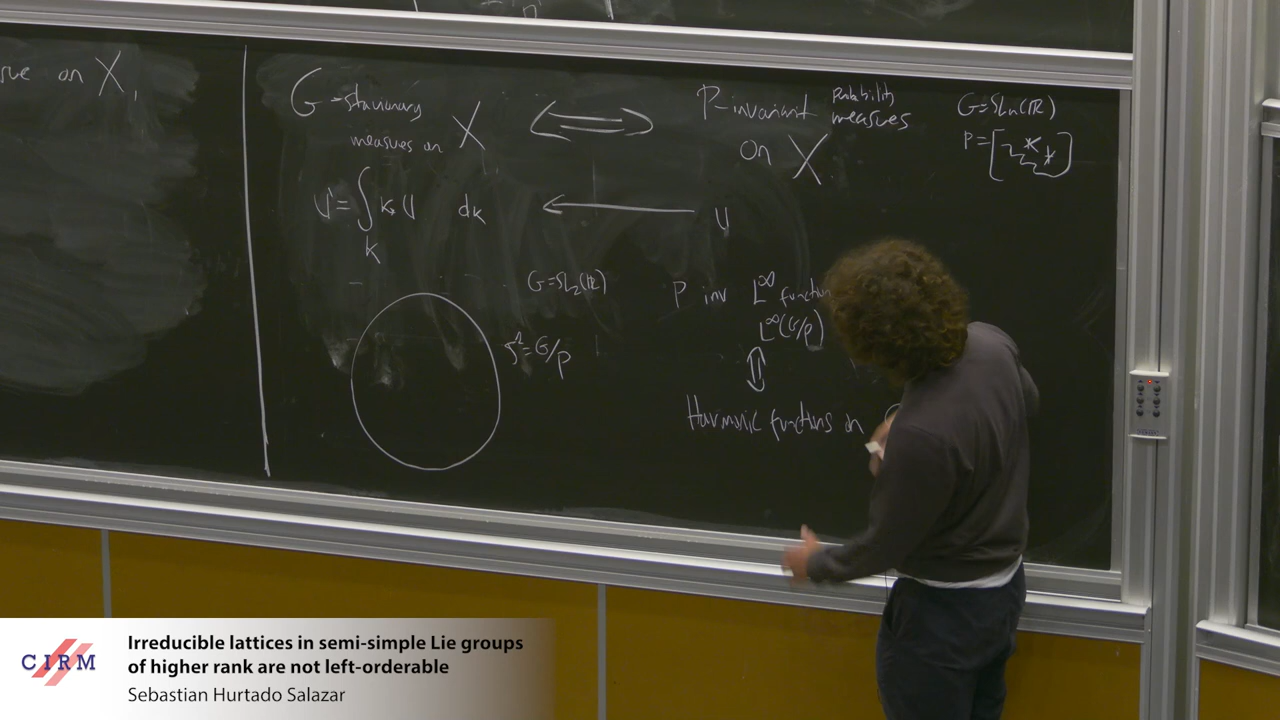 on X,
G-stationary
measures on X
⟺
P-invariant probability measures
on X
G=SLn(R)
P=[* *]
ν'= ∫ k* ν dk
K
←
ν
G=SL2(R)
S^1=G/P
P inv L^∞ function
L^∞(G/P)
⇕
Harmonic functions on
CIRM
Irreducible lattices in semi-simple Lie groups
of higher rank are not left-orderable
Sebastian Hurtado Salazar